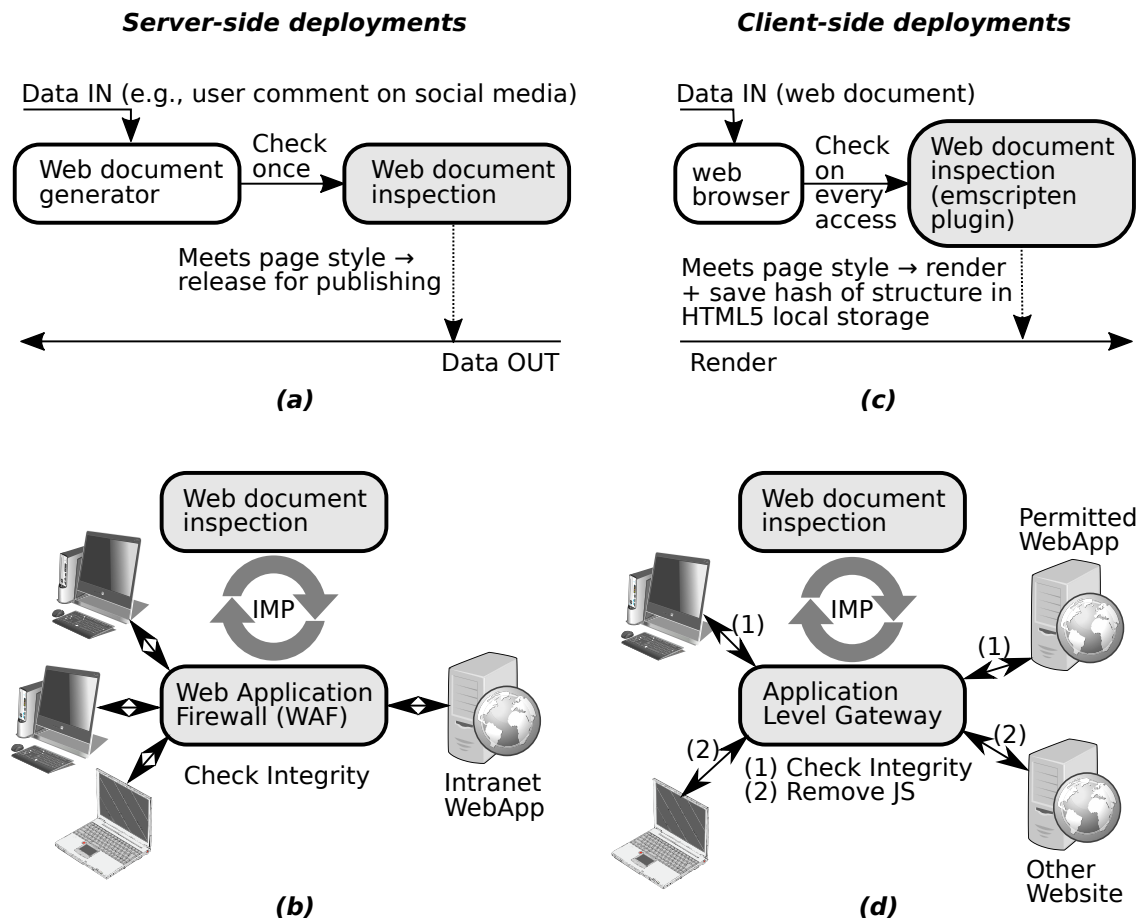 Server-side deployments
Data IN (e.g., user comment on social media)
Web document
generator
Check
once
Web document
inspection
Meets page style →
release for publishing
Data OUT
(a)
Client-side deployments
Data IN (web document)
web
browser
Check
on
every
access
Web document
inspection
(emscripten
plugin)
Meets page style → render
+ save hash of structure in
HTML5 local storage
Render
(c)
Web document
inspection
IMP
Web Application
Firewall (WAF)
Check Integrity
Intranet
WebApp
(b)
Web document
inspection
IMP
Permitted
WebApp
(1)
(1)
Application
Level Gateway
(2)
(2)
(1) Check Integrity
(2) Remove JS
Other
Website
(d)